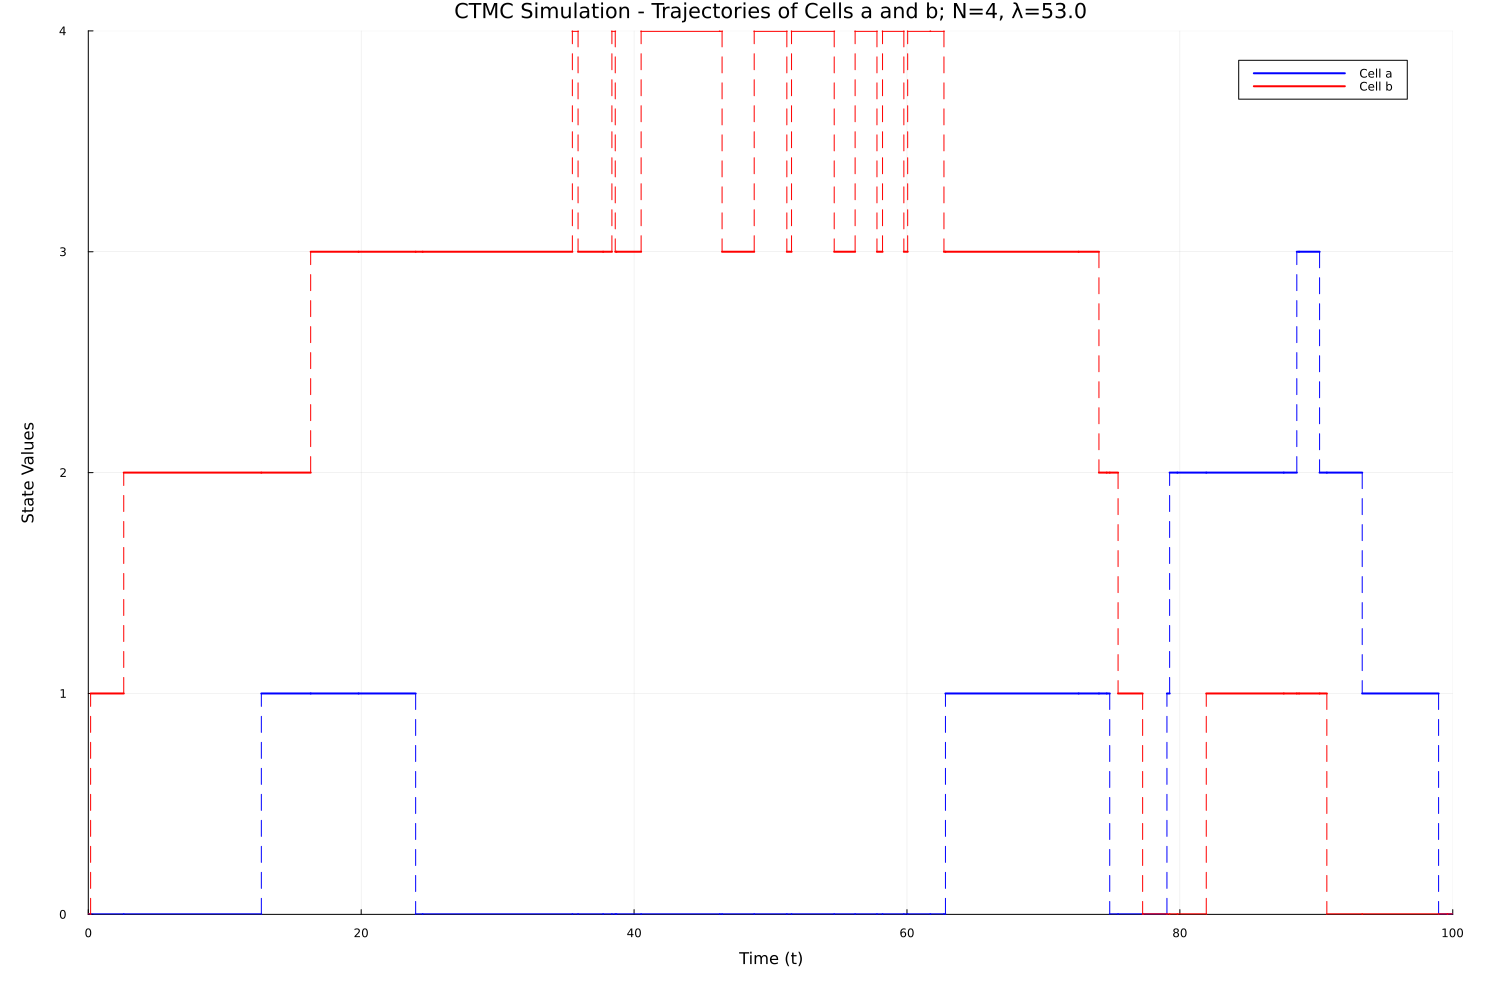 CTMC Simulation - Trajectories of Cells a and b; N=4, λ=53.0
Cell a
Cell b
State Values
4
3
2
1
0
0 20 40 60 80 100
Time (t)